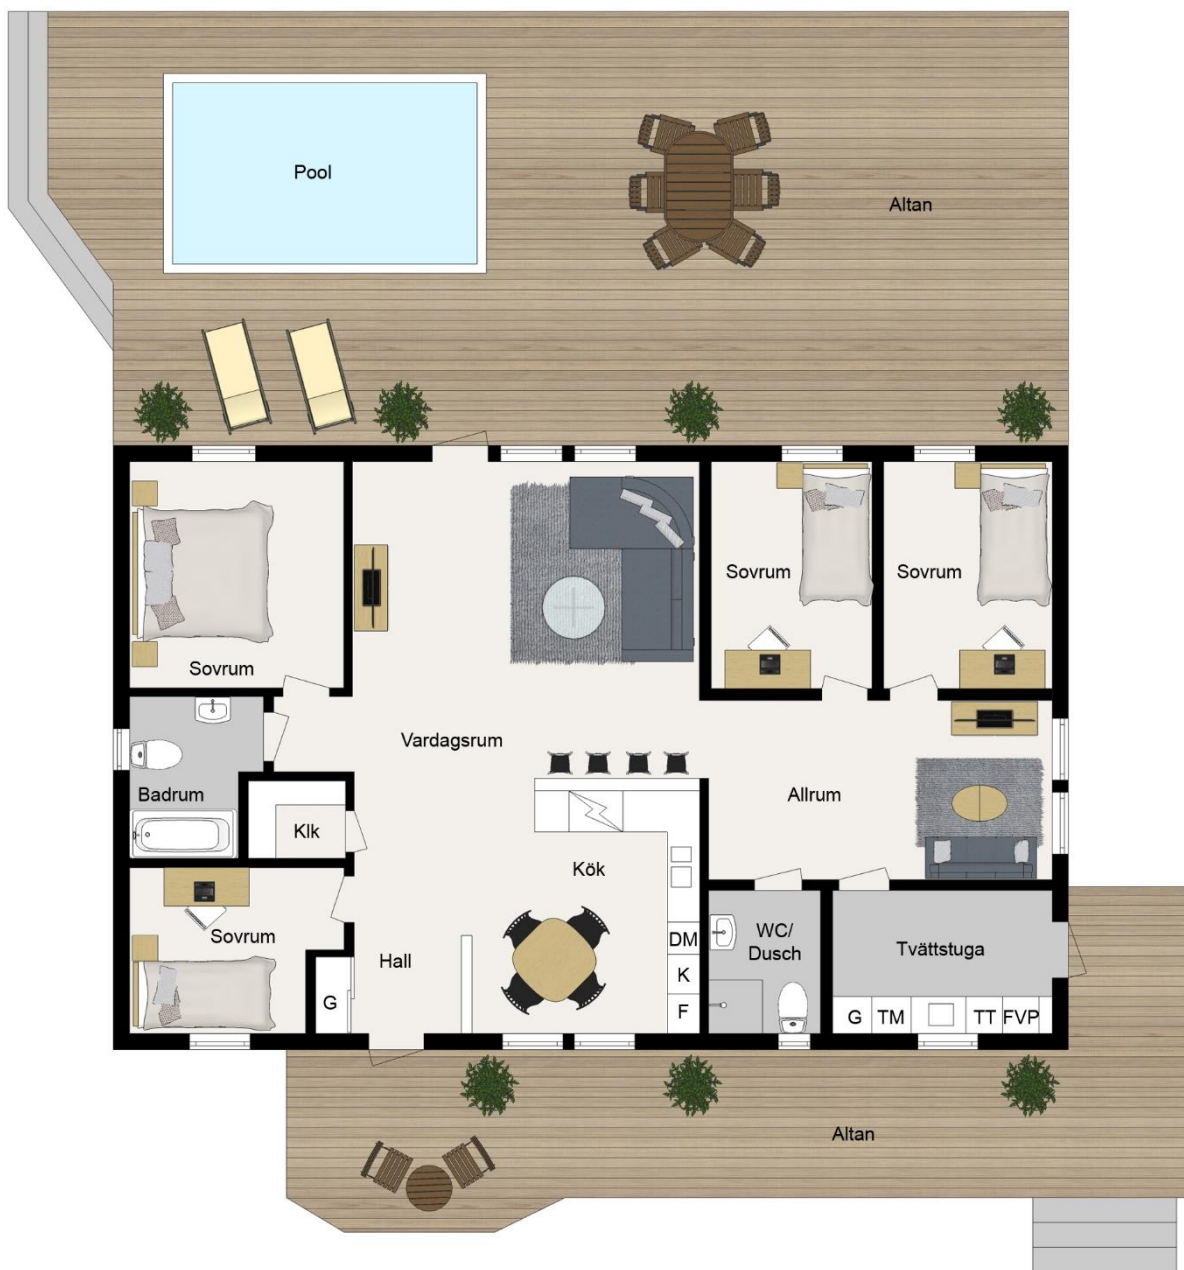 Pool
Altan
Sovrum
Sovrum
Sovrum
Vardagsrum
Badrum
Klk
Allrum
Kök
Sovrum
Hall
G
DM
K
F
WC/
Dusch
Tvättstuga
G TM TT FVP
Altan